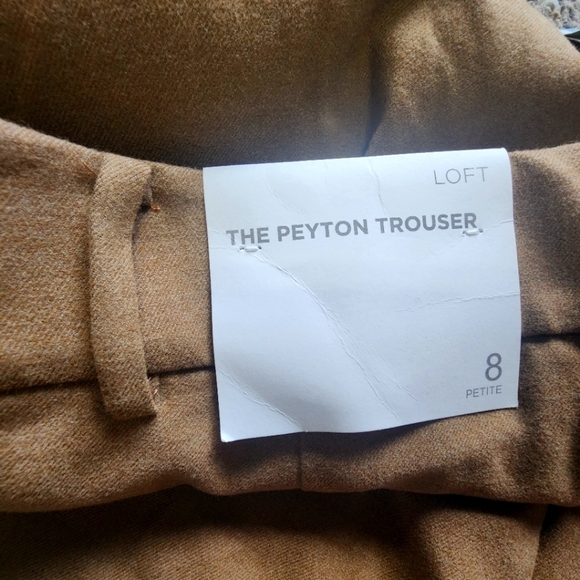 LOFT
THE PEYTON TROUSER
8
PETITE